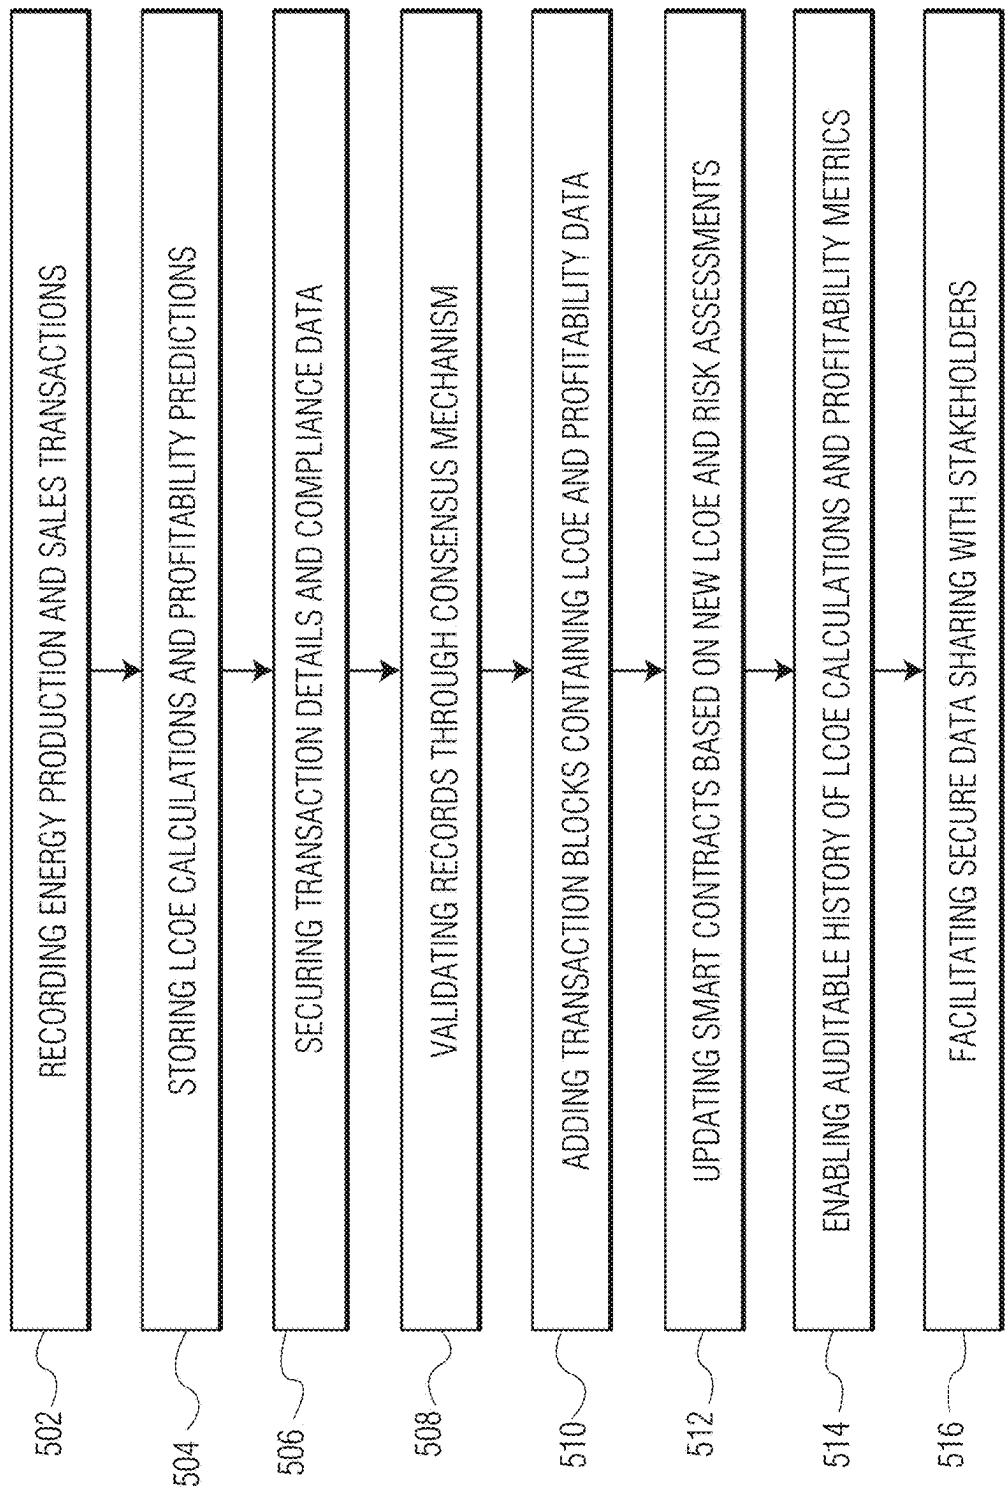 502
RECORDING ENERGY PRODUCTION AND SALES TRANSACTIONS
504
STORING LCOE CALCULATIONS AND PROFITABILITY PREDICTIONS
506
SECURING TRANSACTION DETAILS AND COMPLIANCE DATA
508
VALIDATING RECORDS THROUGH CONSENSUS MECHANISM
510
ADDING TRANSACTION BLOCKS CONTAINING LCOE AND PROFITABILITY DATA
512
UPDATING SMART CONTRACTS BASED ON NEW LCOE AND RISK ASSESSMENTS
514
ENABLING AUDITABLE HISTORY OF LCOE CALCULATIONS AND PROFITABILITY METRICS
516
FACILITATING SECURE DATA SHARING WITH STAKEHOLDERS